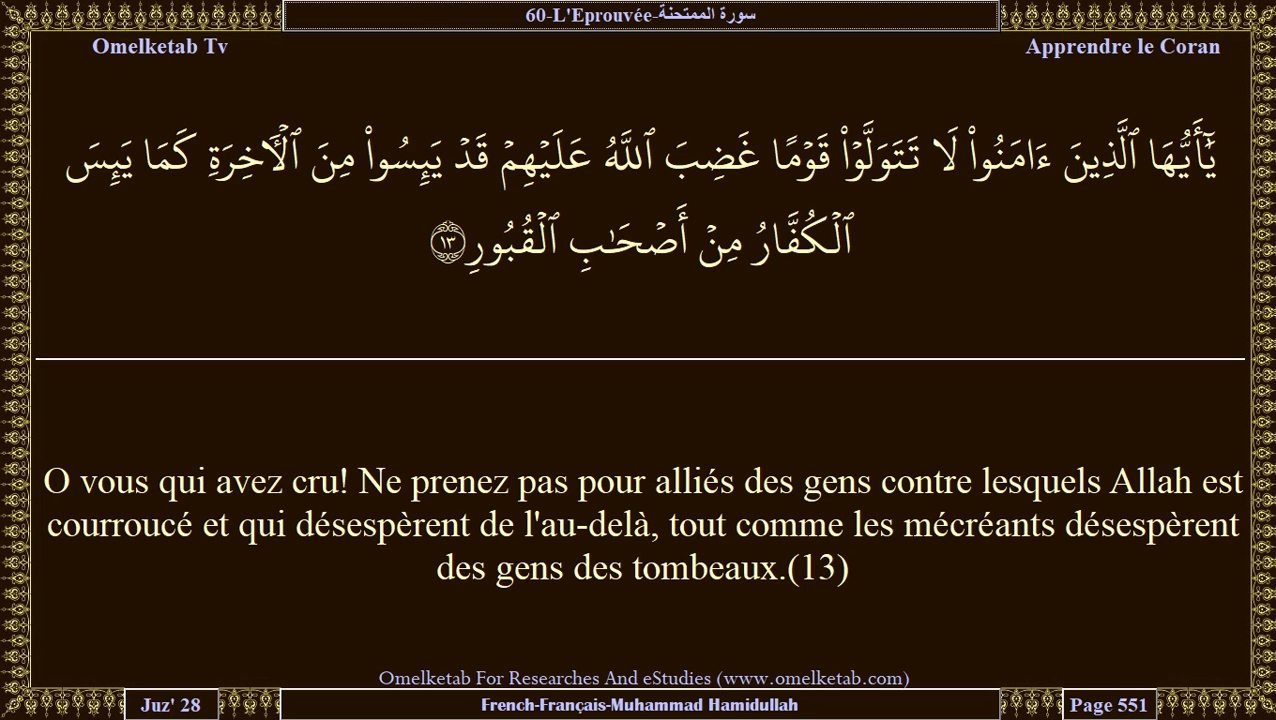 60-L'Eprouvée-سورة الممتحنة
Omelketab Tv
Apprendre le Coran
يَٰٓأَيُّهَا ٱلَّذِينَ ءَامَنُوا۟ لَا تَتَوَلَّوْا۟ قَوْمًا غَضِبَ ٱللَّهُ عَلَيْهِمْ قَدْ يَئِسُوا۟ مِنَ ٱلْءَاخِرَةِ كَمَا يَئِسَ
ٱلْكُفَّارُ مِنْ أَصْحَٰبِ ٱلْقُبُورِ ١٣
O vous qui avez cru! Ne prenez pas pour alliés des gens contre lesquels Allah est
courroucé et qui désespèrent de l'au-delà, tout comme les mécréants désespèrent
des gens des tombeaux.(13)
Omelketab For Researches And eStudies (www.omelketab.com)
Juz' 28
French-Français-Muhammad Hamidullah
Page 551